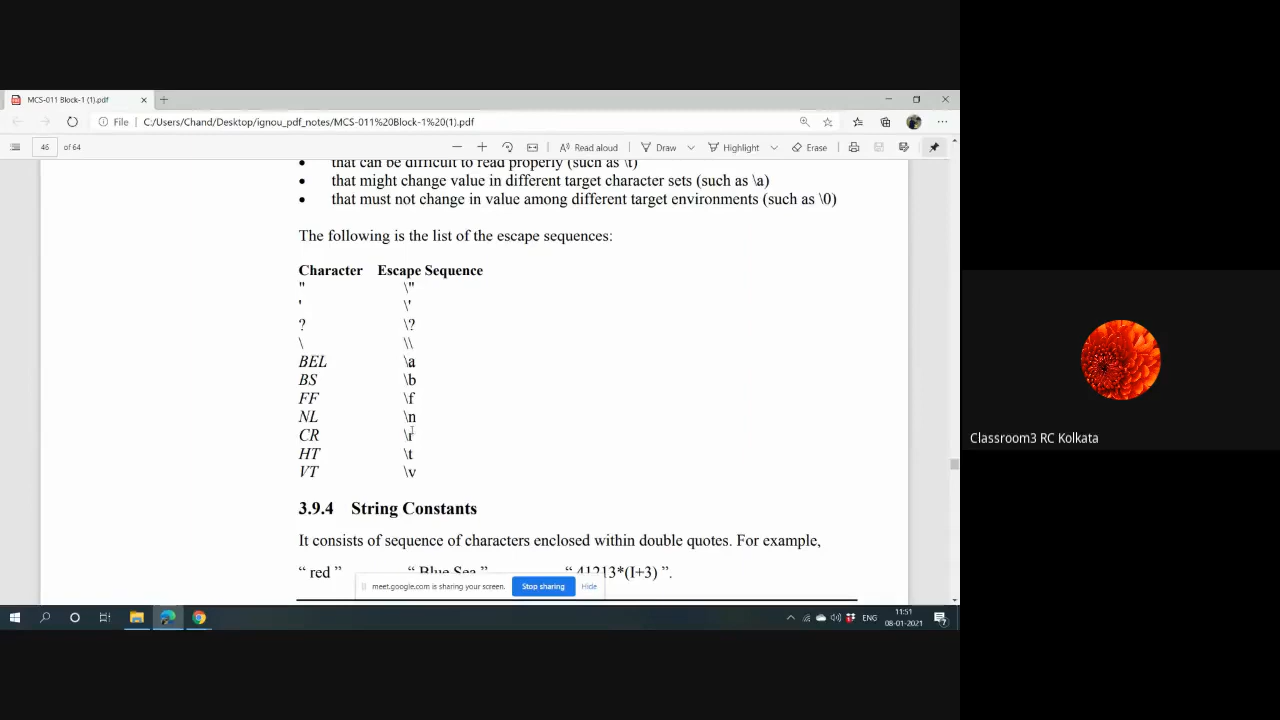 MCS-011 Block-1 (1).pdf
File C:/Users/Chand/Desktop/ignou_pdf_notes/MCS-011%20Block-1%20(1).pdf
46 of 64 Read aloud Draw Highlight Erase
• that can be difficult to read properly (such as \t)
• that might change value in different target character sets (such as \a)
• that must not change in value among different target environments (such as \0)
The following is the list of the escape sequences:
Character Escape Sequence
" \"
' \'
? \?
\ \\
BEL \a
BS \b
FF \f
NL \n
CR \r
HT \t
VT \v
3.9.4 String Constants
It consists of sequence of characters enclosed within double quotes. For example,
“ red ” “ Blue Sea ” “ 41213*(I+3) ”.
meet.google.com is sharing your screen. Stop sharing Hide
ENG 11:51
08-01-2021
Classroom3 RC Kolkata